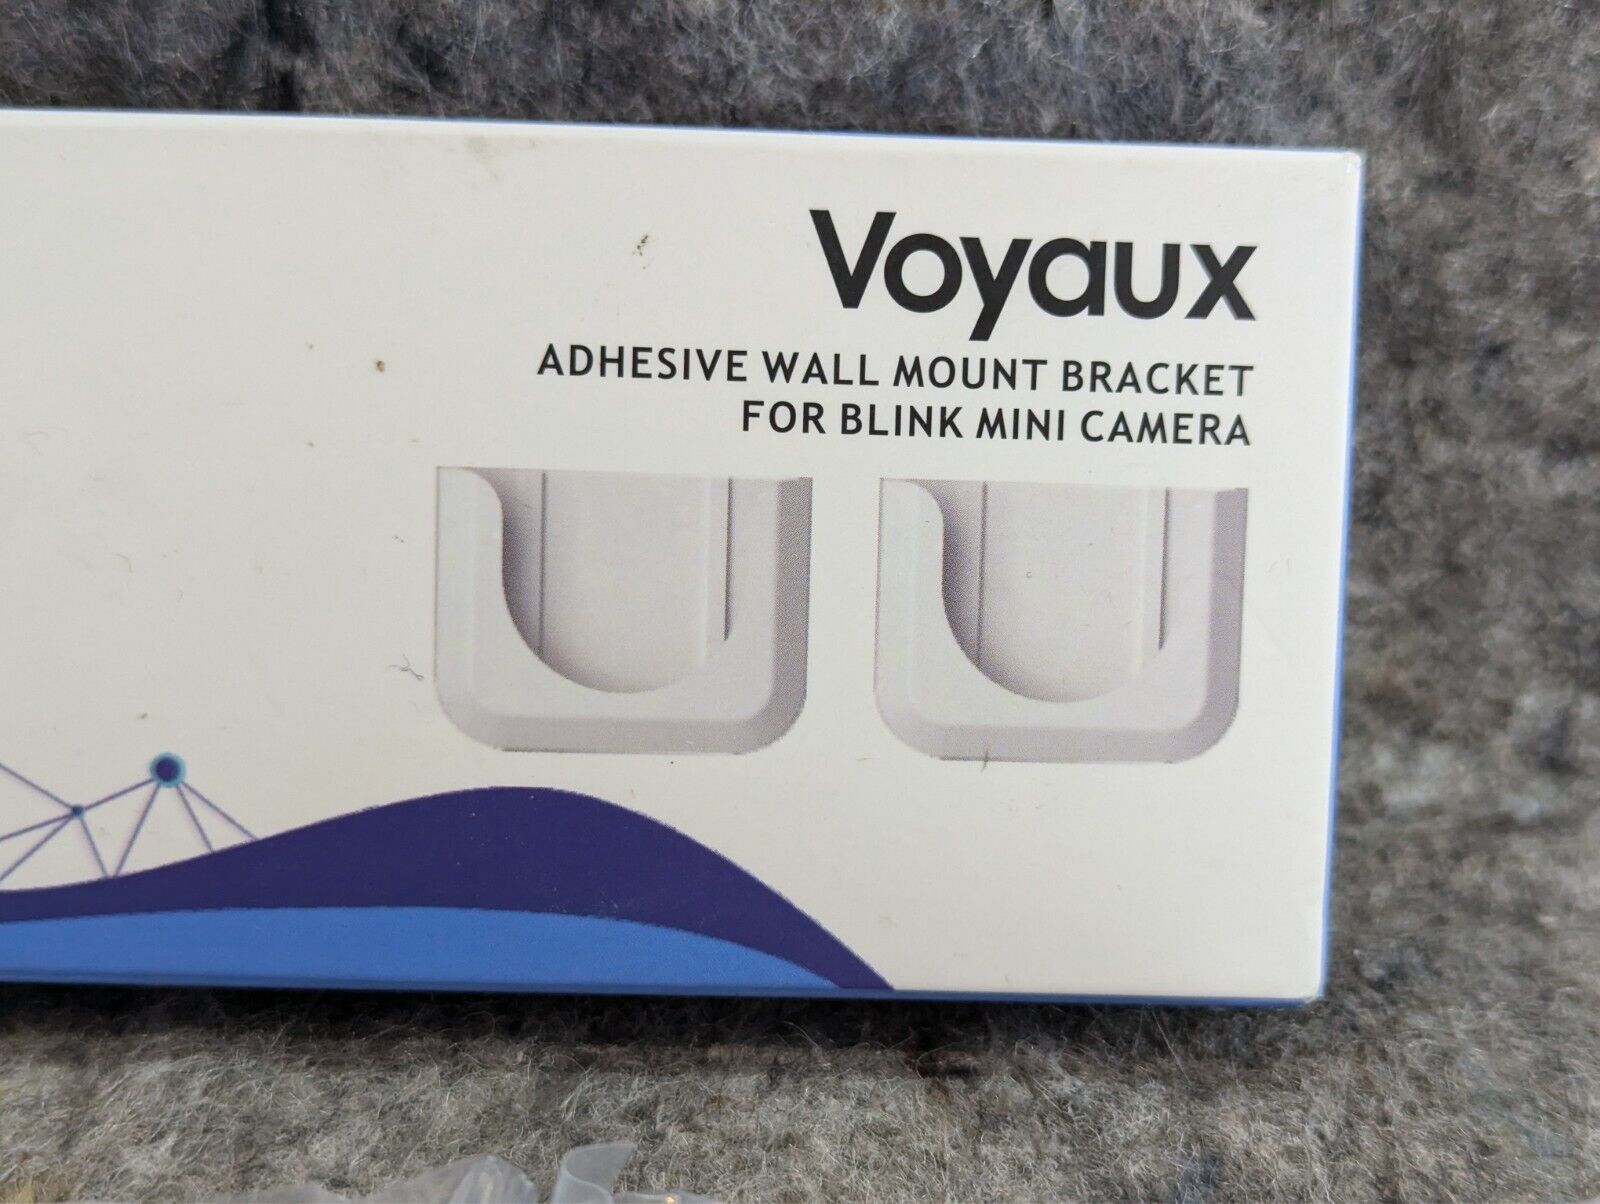 Voyaux
ADHESIVE WALL MOUNT BRACKET
FOR BLINK MINI CAMERA